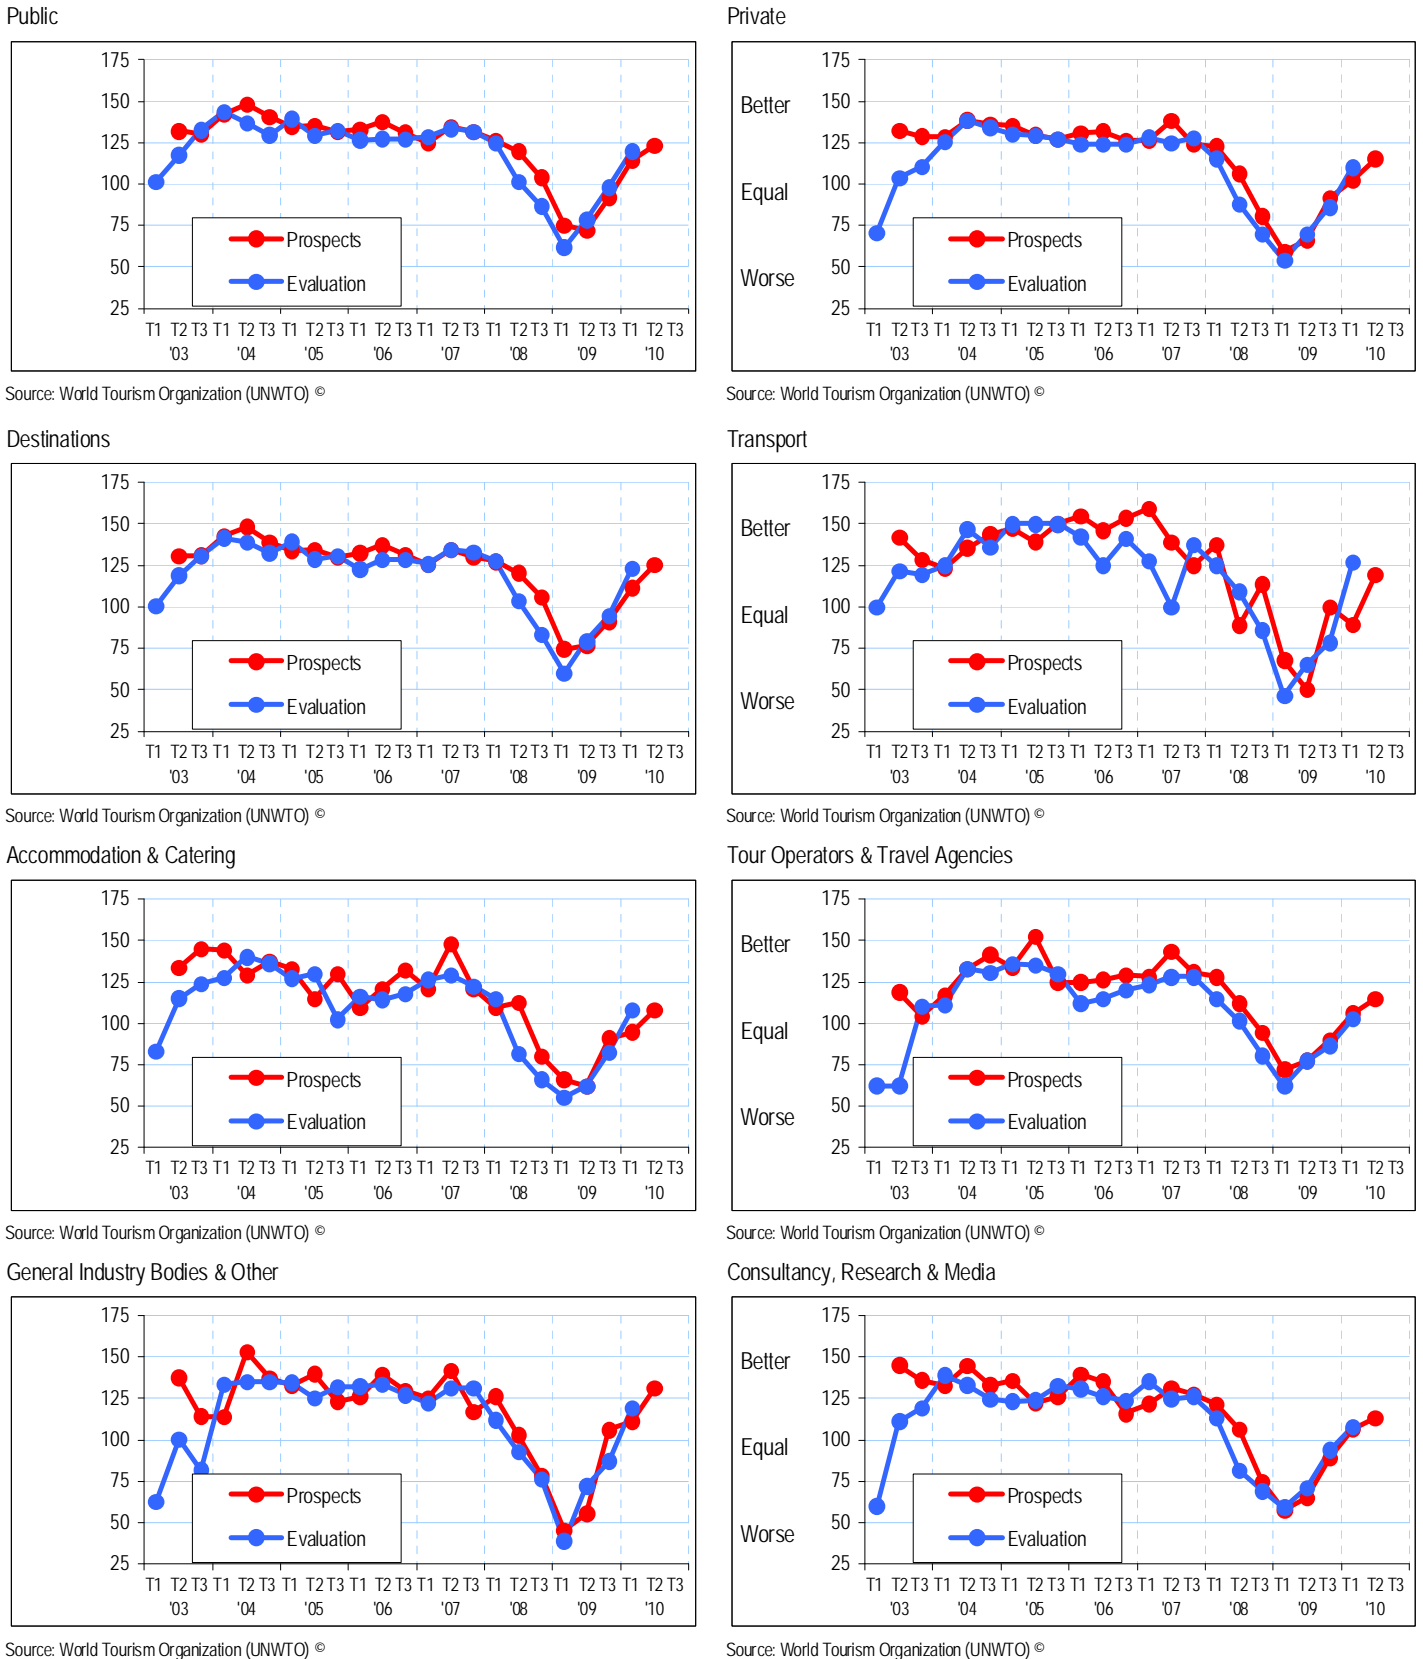 Public
Private
175
150
125
100
75
50
25
Prospects
Evaluation
T1 T2 T3 T1 T2 T3 T1 T2 T3 T1 T2 T3 T1 T2 T3 T1 T2 T3 T1 T2 T3 T1 T2 T3
'03 '04 '05 '06 '07 '08 '09 '10
175
150
125
100
75
50
25
Better
Equal
Worse
Prospects
Evaluation
T1 T2 T3 T1 T2 T3 T1 T2 T3 T1 T2 T3 T1 T2 T3 T1 T2 T3 T1 T2 T3 T1 T2 T3
'03 '04 '05 '06 '07 '08 '09 '10
Source: World Tourism Organization (UNWTO) ©
Source: World Tourism Organization (UNWTO) ©
Destinations
Transport
175
150
125
100
75
50
25
Prospects
Evaluation
T1 T2 T3 T1 T2 T3 T1 T2 T3 T1 T2 T3 T1 T2 T3 T1 T2 T3 T1 T2 T3 T1 T2 T3
'03 '04 '05 '06 '07 '08 '09 '10
175
150
125
100
75
50
25
Better
Equal
Worse
Prospects
Evaluation
T1 T2 T3 T1 T2 T3 T1 T2 T3 T1 T2 T3 T1 T2 T3 T1 T2 T3 T1 T2 T3 T1 T2 T3
'03 '04 '05 '06 '07 '08 '09 '10
Source: World Tourism Organization (UNWTO) ©
Source: World Tourism Organization (UNWTO) ©
Accommodation & Catering
Tour Operators & Travel Agencies
175
150
125
100
75
50
25
Prospects
Evaluation
T1 T2 T3 T1 T2 T3 T1 T2 T3 T1 T2 T3 T1 T2 T3 T1 T2 T3 T1 T2 T3 T1 T2 T3
'03 '04 '05 '06 '07 '08 '09 '10
175
150
125
100
75
50
25
Better
Equal
Worse
Prospects
Evaluation
T1 T2 T3 T1 T2 T3 T1 T2 T3 T1 T2 T3 T1 T2 T3 T1 T2 T3 T1 T2 T3 T1 T2 T3
'03 '04 '05 '06 '07 '08 '09 '10
Source: World Tourism Organization (UNWTO) ©
Source: World Tourism Organization (UNWTO) ©
General Industry Bodies & Other
Consultancy, Research & Media
175
150
125
100
75
50
25
Prospects
Evaluation
T1 T2 T3 T1 T2 T3 T1 T2 T3 T1 T2 T3 T1 T2 T3 T1 T2 T3 T1 T2 T3 T1 T2 T3
'03 '04 '05 '06 '07 '08 '09 '10
175
150
125
100
75
50
25
Better
Equal
Worse
Prospects
Evaluation
T1 T2 T3 T1 T2 T3 T1 T2 T3 T1 T2 T3 T1 T2 T3 T1 T2 T3 T1 T2 T3 T1 T2 T3
'03 '04 '05 '06 '07 '08 '09 '10
Source: World Tourism Organization (UNWTO) ©
Source: World Tourism Organization (UNWTO) ©